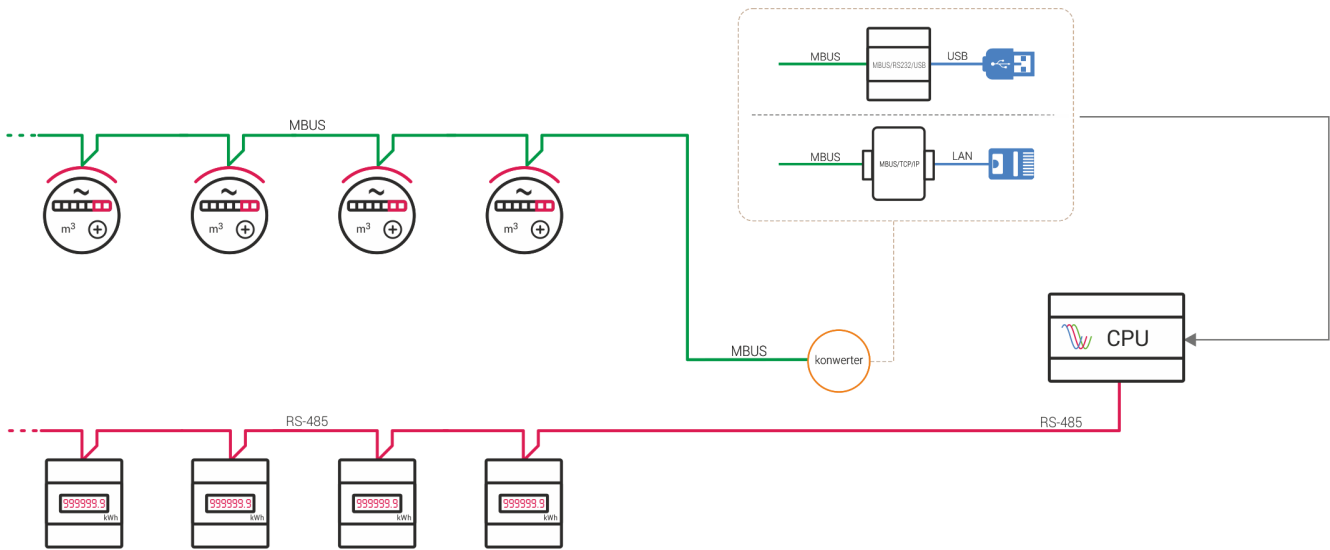 MBUS
USB
MBUS/RS232/USB
MBUS
MBUS
LAN
MBUS/TCP/IP
m³
m³
m³
m³
MBUS
konwerter
CPU
RS-485
RS-485
999999.9
kWh
999999.9
kWh
999999.9
kWh
999999.9
kWh